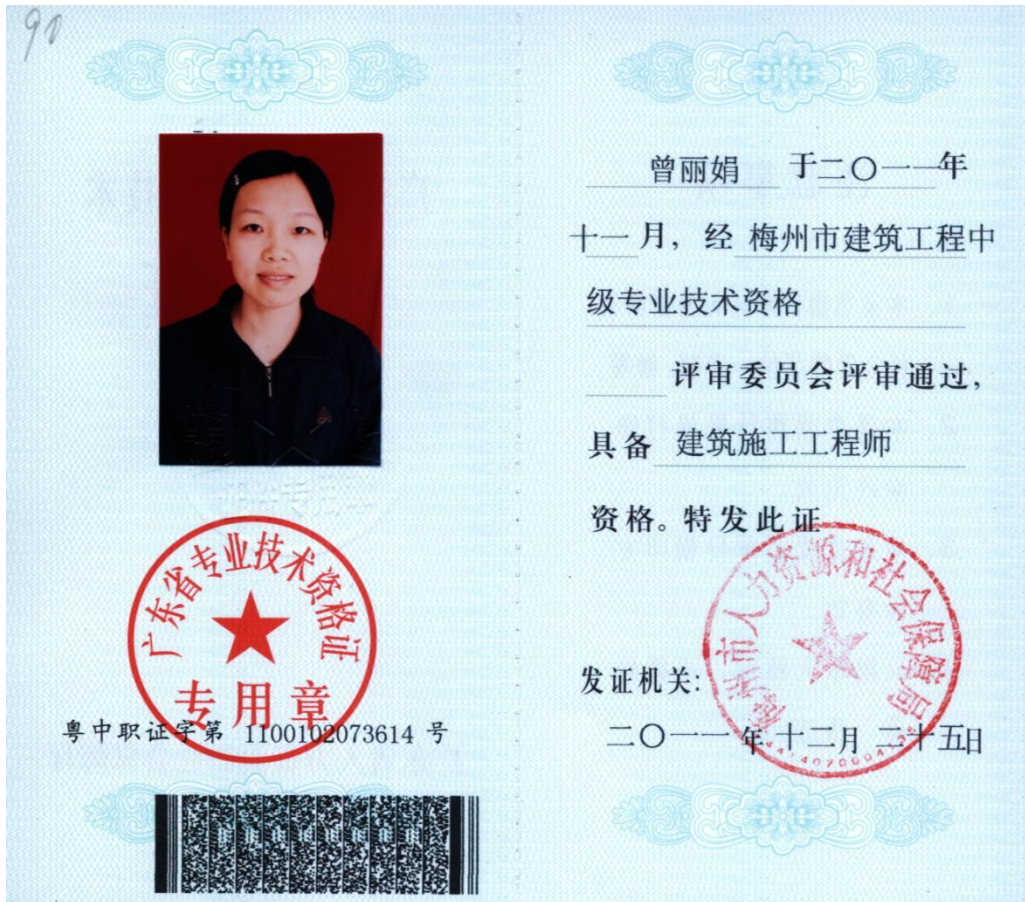 90
广东省专业技术资格证
专用章
粤中职证字第 1100102073614 号
曾丽娟 于二〇一一年
十一月，经 梅州市建筑工程中
级专业技术资格
评审委员会评审通过，
具备 建筑施工工程师
资格。特发此证
梅州市人力资源和社会保障局
发证机关：
二〇一一年 十二月 二十五日